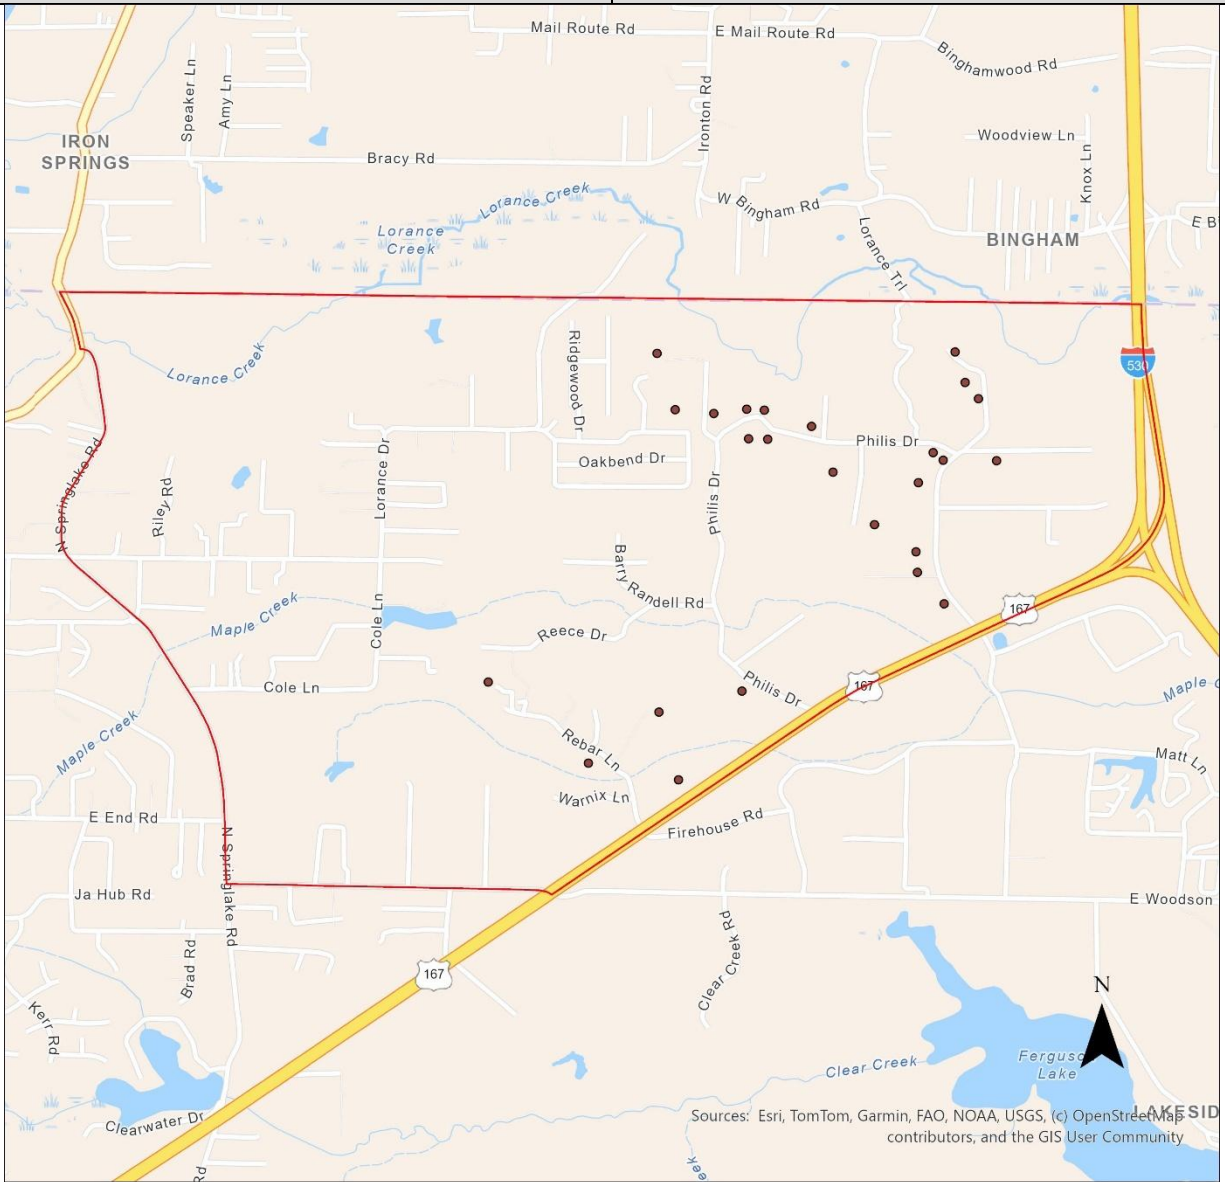 Mail Route Rd
E Mail Route Rd
Binghamwood Rd
Speaker Ln
Amy Ln
Ironton Rd
IRON
SPRINGS
Woodview Ln
Knox Ln
Bracy Rd
Lorance Creek
W Bingham Rd
Lorance
Creek
Lorance Trl
BINGHAM
E B
Ridgewood Dr
530
Lorance Creek
N Springlake Rd
Lorance Dr
Philis Dr
Oakbend Dr
Riley Rd
Philis Dr
Barry Randell Rd
Maple Creek
Cole Ln
167
Reece Dr
Cole Ln
Philis Dr
167
Maple C
Maple Creek
Rebar Ln
Matt Ln
Warnix Ln
E End Rd
Firehouse Rd
N Springlake Rd
Ja Hub Rd
E Woodson
Brad Rd
Clear Creek Rd
167
N
Kerr Rd
Clear Creek
Ferguso
Lake
Clearwater Dr
LAKESID
Sources: Esri, TomTom, Garmin, FAO, NOAA, USGS, (c) OpenStreetMap
contributors, and the GIS User Community
Rd
eek